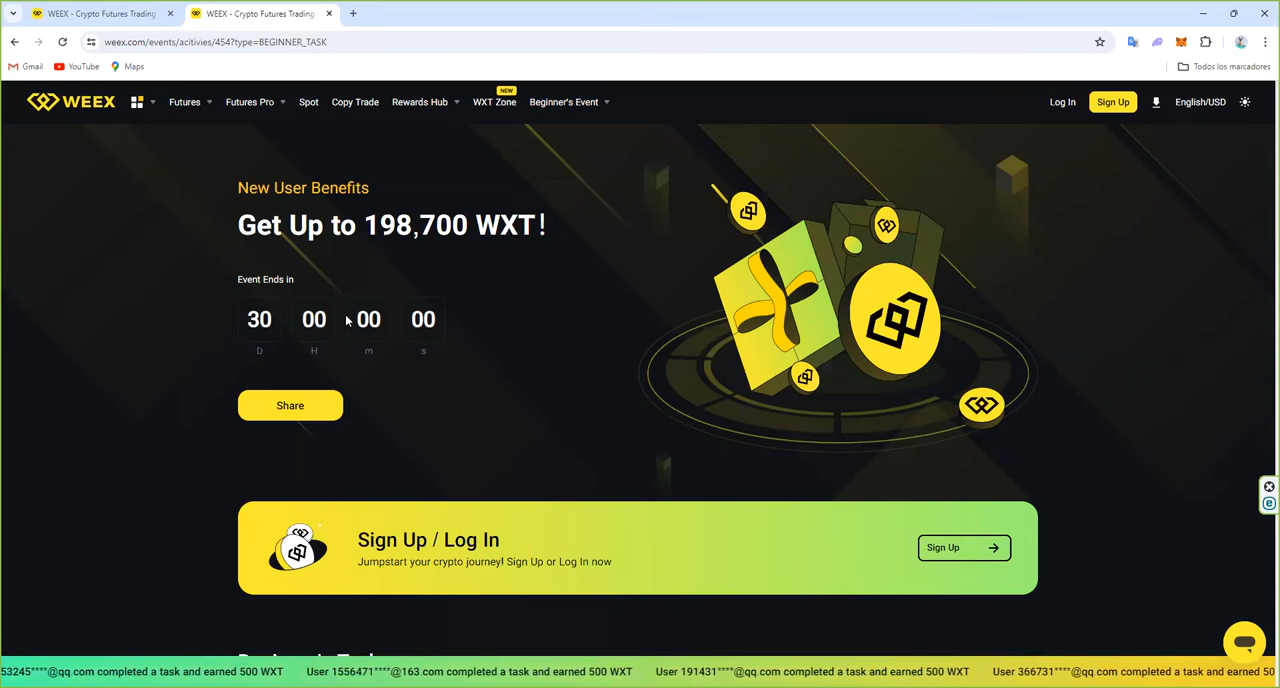 WEEX - Crypto Futures Trading
WEEX - Crypto Futures Trading
weex.com/events/acitivies/454?type=BEGINNER_TASK
Gmail YouTube Maps Todos los marcadores
WEEX Futures Futures Pro Spot Copy Trade Rewards Hub WXT Zone NEW Beginner's Event Log In Sign Up English/USD
New User Benefits
Get Up to 198,700 WXT!
Event Ends in
30 00 00 00
D H m s
Share
Sign Up / Log In
Jumpstart your crypto journey! Sign Up or Log In now
Sign Up
53245****@qq.com completed a task and earned 500 WXT User 1556471****@163.com completed a task and earned 500 WXT User 191431****@qq.com completed a task and earned 500 WXT User 366731****@qq.com completed a task and earned 50